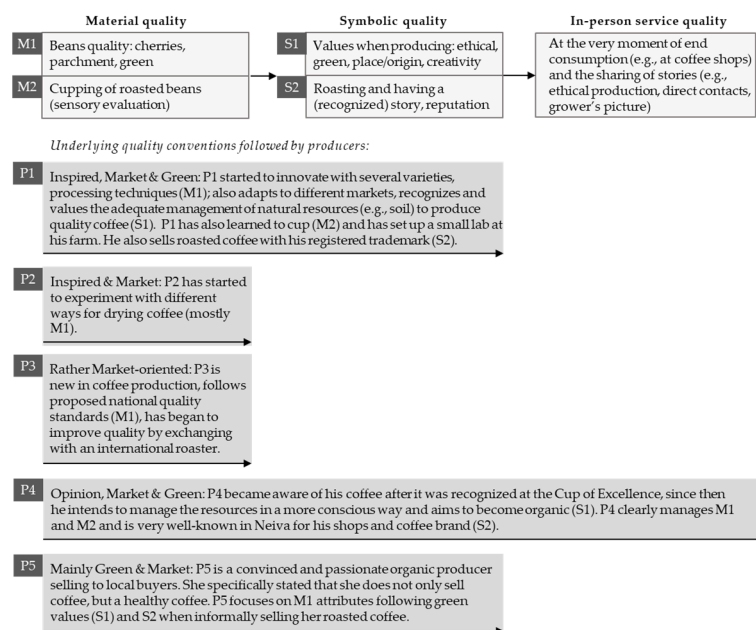 Material quality
Symbolic quality
In-person service quality
M1
Beans quality: cherries,
parchment, green
M2
Cupping of roasted beans
(sensory evaluation)
S1
Values when producing: ethical,
green, place/origin, creativity
S2
Roasting and having a
(recognized) story, reputation
At the very moment of end
consumption (e.g., at coffee shops)
and the sharing of stories (e.g.,
ethical production, direct contacts,
grower's picture)
Underlying quality conventions followed by producers:
P1
Inspired, Market & Green: P1 started to innovate with several varieties,
processing techniques (M1); also adapts to different markets, recognizes and
values the adequate management of natural resources (e.g., soil) to produce
quality coffee (S1). P1 has also learned to cup (M2) and has set up a small lab at
his farm. He also sells roasted coffee with his registered trademark (S2).
P2
Inspired & Market: P2 has started
to experiment with different
ways for drying coffee (mostly
M1).
P3
Rather Market-oriented: P3 is
new in coffee production, follows
proposed national quality
standards (M1), has began to
improve quality by exchanging
with an international roaster.
P4
Opinion, Market & Green: P4 became aware of his coffee after it was recognized at the Cup of Excellence, since then
he intends to manage the resources in a more conscious way and aims to become organic (S1). P4 clearly manages M1
and M2 and is very well-known in Neiva for his shops and coffee brand (S2).
P5
Mainly Green & Market: P5 is a convinced and passionate organic producer
selling to local buyers. She specifically stated that she does not only sell
coffee, but a healthy coffee. P5 focuses on M1 attributes following green
values (S1) and S2 when informally selling her roasted coffee.